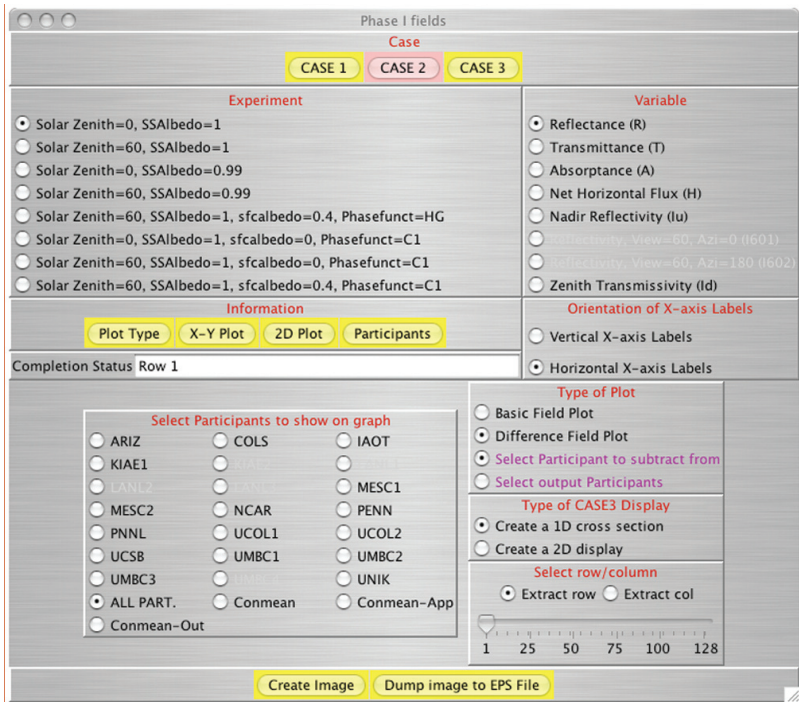 Phase I fields
Case
CASE 1 CASE 2 CASE 3
Experiment
Solar Zenith=0, SSAlbedo=1
Solar Zenith=60, SSAlbedo=1
Solar Zenith=0, SSAlbedo=0.99
Solar Zenith=60, SSAlbedo=0.99
Solar Zenith=60, SSAlbedo=1, sfcalbedo=0.4, Phasefunct=HG
Solar Zenith=0, SSAlbedo=1, sfcalbedo=0, Phasefunct=C1
Solar Zenith=60, SSAlbedo=1, sfcalbedo=0, Phasefunct=C1
Solar Zenith=60, SSAlbedo=1, sfcalbedo=0.4, Phasefunct=C1
Variable
Reflectance (R)
Transmittance (T)
Absorptance (A)
Net Horizontal Flux (H)
Nadir Reflectivity (Iu)
Reflectivity, View=60, Azi=0 (I601)
Reflectivity, View=60, Azi=180 (I602)
Zenith Transmissivity (Id)
Information
Plot Type X-Y Plot 2D Plot Participants
Completion Status Row 1
Orientation of X-axis Labels
Vertical X-axis Labels
Horizontal X-axis Labels
Select Participants to show on graph
ARIZ COLS IAOT
KIAE1
LANL2 MESC1
MESC2 NCAR PENN
PNNL UCOL1 UCOL2
UCSB UMBC1 UMBC2
UMBC3 UNIK
ALL PART. Conmean Conmean-App
Conmean-Out
Type of Plot
Basic Field Plot
Difference Field Plot
Select Participant to subtract from
Select output Participants
Type of CASE3 Display
Create a 1D cross section
Create a 2D display
Select row/column
Extract row Extract col
1 25 50 75 100 128
Create Image Dump image to EPS File